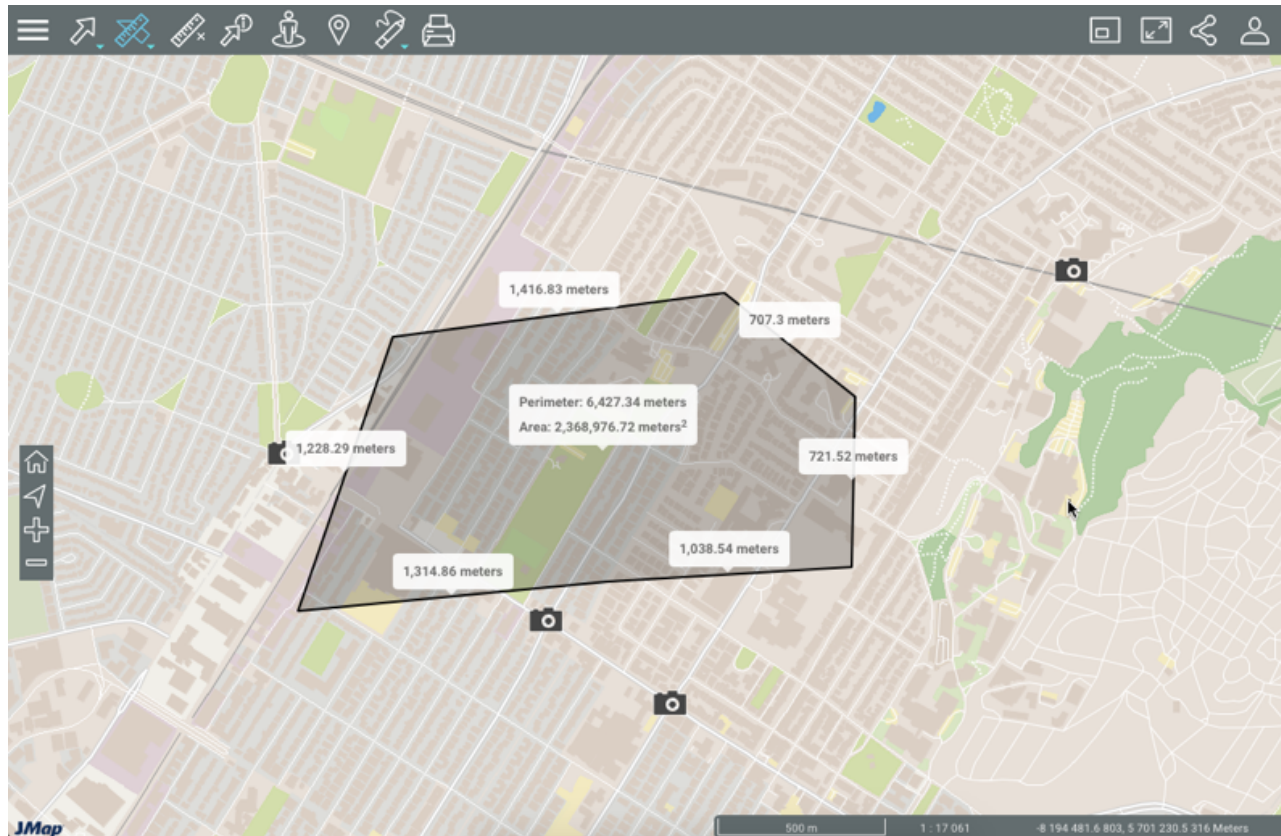 1,416.83 meters
707.3 meters
Perimeter: 6,427.34 meters
Area: 2,368,976.72 meters²
1,228.29 meters
721.52 meters
1,038.54 meters
1,314.86 meters
JMap
500 m
1 : 17 061
-8 194 481.6 803, 5 701 230.5 316 Meters